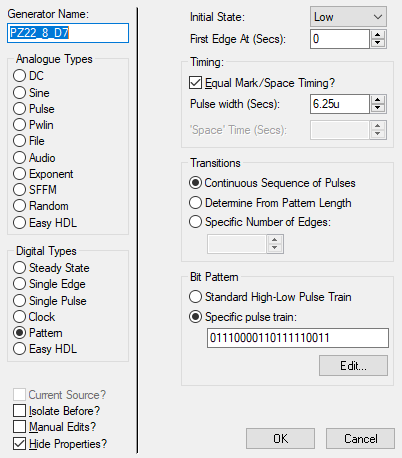 Generator Name:
PZ22_8_D7
Analogue Types
DC
Sine
Pulse
Pwlin
File
Audio
Exponent
SFFM
Random
Easy HDL
Digital Types
Steady State
Single Edge
Single Pulse
Clock
Pattern
Easy HDL
Current Source?
Isolate Before?
Manual Edits?
Hide Properties?
Initial State: Low
First Edge At (Secs): 0
Timing:
Equal Mark/Space Timing?
Pulse width (Secs): 6.25u
'Space' Time (Secs):
Transitions
Continuous Sequence of Pulses
Determine From Pattern Length
Specific Number of Edges:
Bit Pattern
Standard High-Low Pulse Train
Specific pulse train:
01110000110111110011
Edit...
OK Cancel